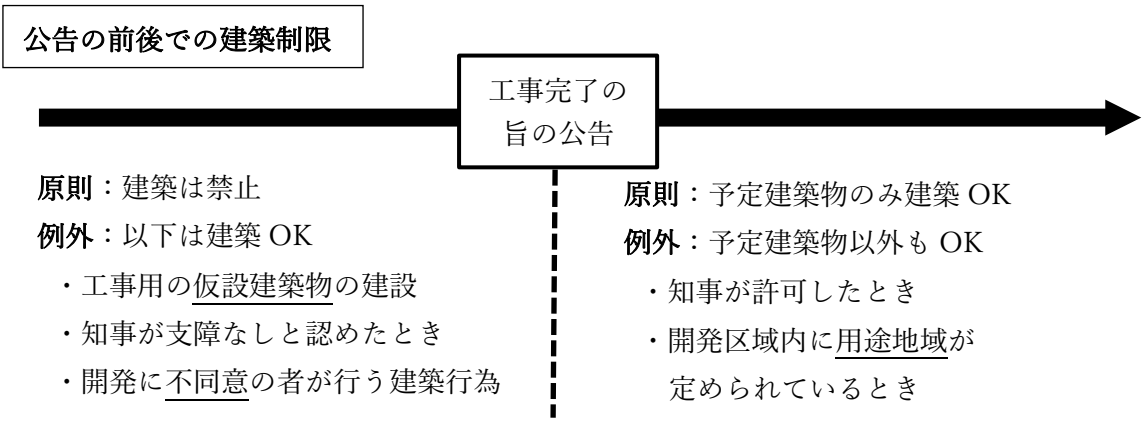 公告の前後での建築制限
工事完了の
旨の公告
原則：建築は禁止
例外：以下は建築 OK
・工事用の仮設建築物の建設
・知事が支障なしと認めたとき
・開発に不同意の者が行う建築行為
原則：予定建築物のみ建築 OK
例外：予定建築物以外も OK
・知事が許可したとき
・開発区域内に用途地域が
定められているとき